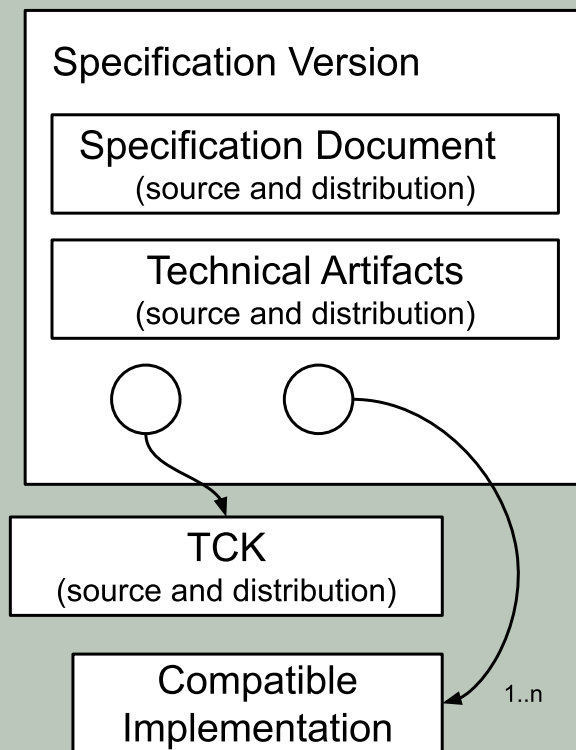 Specification Version
Specification Document
(source and distribution)
Technical Artifacts
(source and distribution)
TCK
(source and distribution)
Compatible
Implementation
1..n